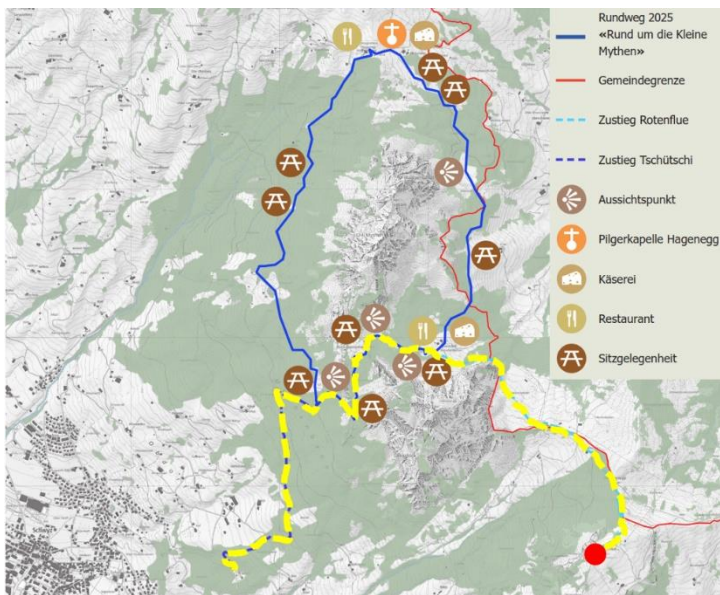 Rundweg 2025
«Rund um die Kleine
Mythen»
Gemeindegrenze
Zustieg Rotenflue
Zustieg Tschütschi
Aussichtspunkt
Pilgerkapelle Hagenegg
Käserei
Restaurant
Sitzgelegenheit